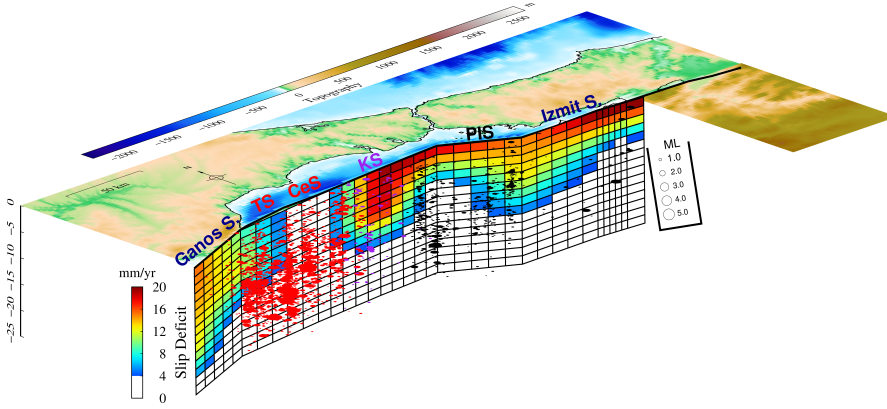 m
2500
2000
1500
1000
500
0
−500
−1000
−1500
−2000
Topography
50 km
N
Izmit S.
PIS
KS
CeS
TS
Ganos S.
ML
1.0
2.0
3.0
4.0
5.0
0
−5
−10
−15
−20
−25
mm/yr
20
16
12
8
4
0
Slip Deficit